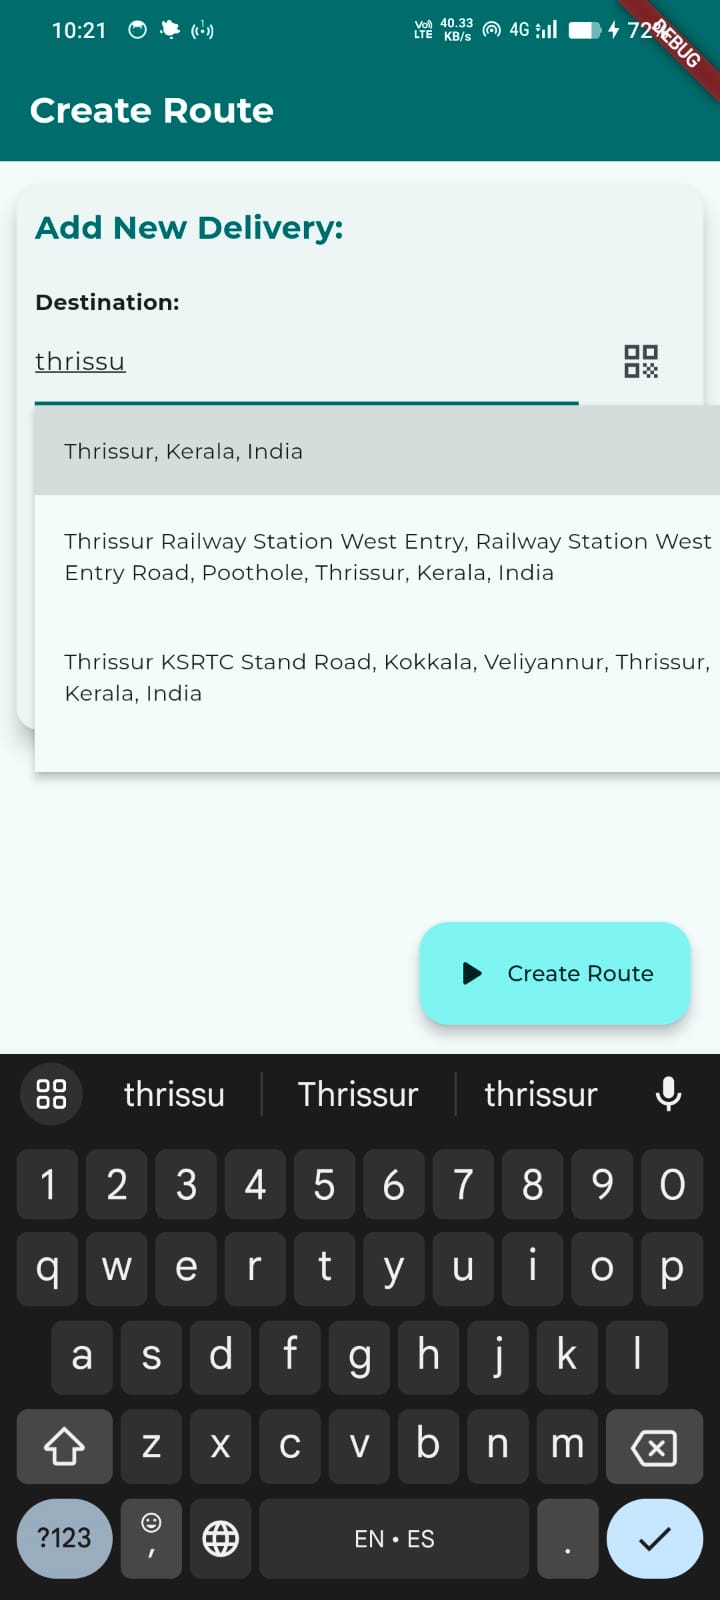 10:21
Vo)) LTE 40.33 KB/s 4G 72%
DEBUG
Create Route
Add New Delivery:
Destination:
thrissu
Thrissur, Kerala, India
Thrissur Railway Station West Entry, Railway Station West
Entry Road, Poothole, Thrissur, Kerala, India
Thrissur KSRTC Stand Road, Kokkala, Veliyannur, Thrissur,
Kerala, India
Create Route
thrissu Thrissur thrissur
1 2 3 4 5 6 7 8 9 0
q w e r t y u i o p
a s d f g h j k l
z x c v b n m
?123 , EN • ES .